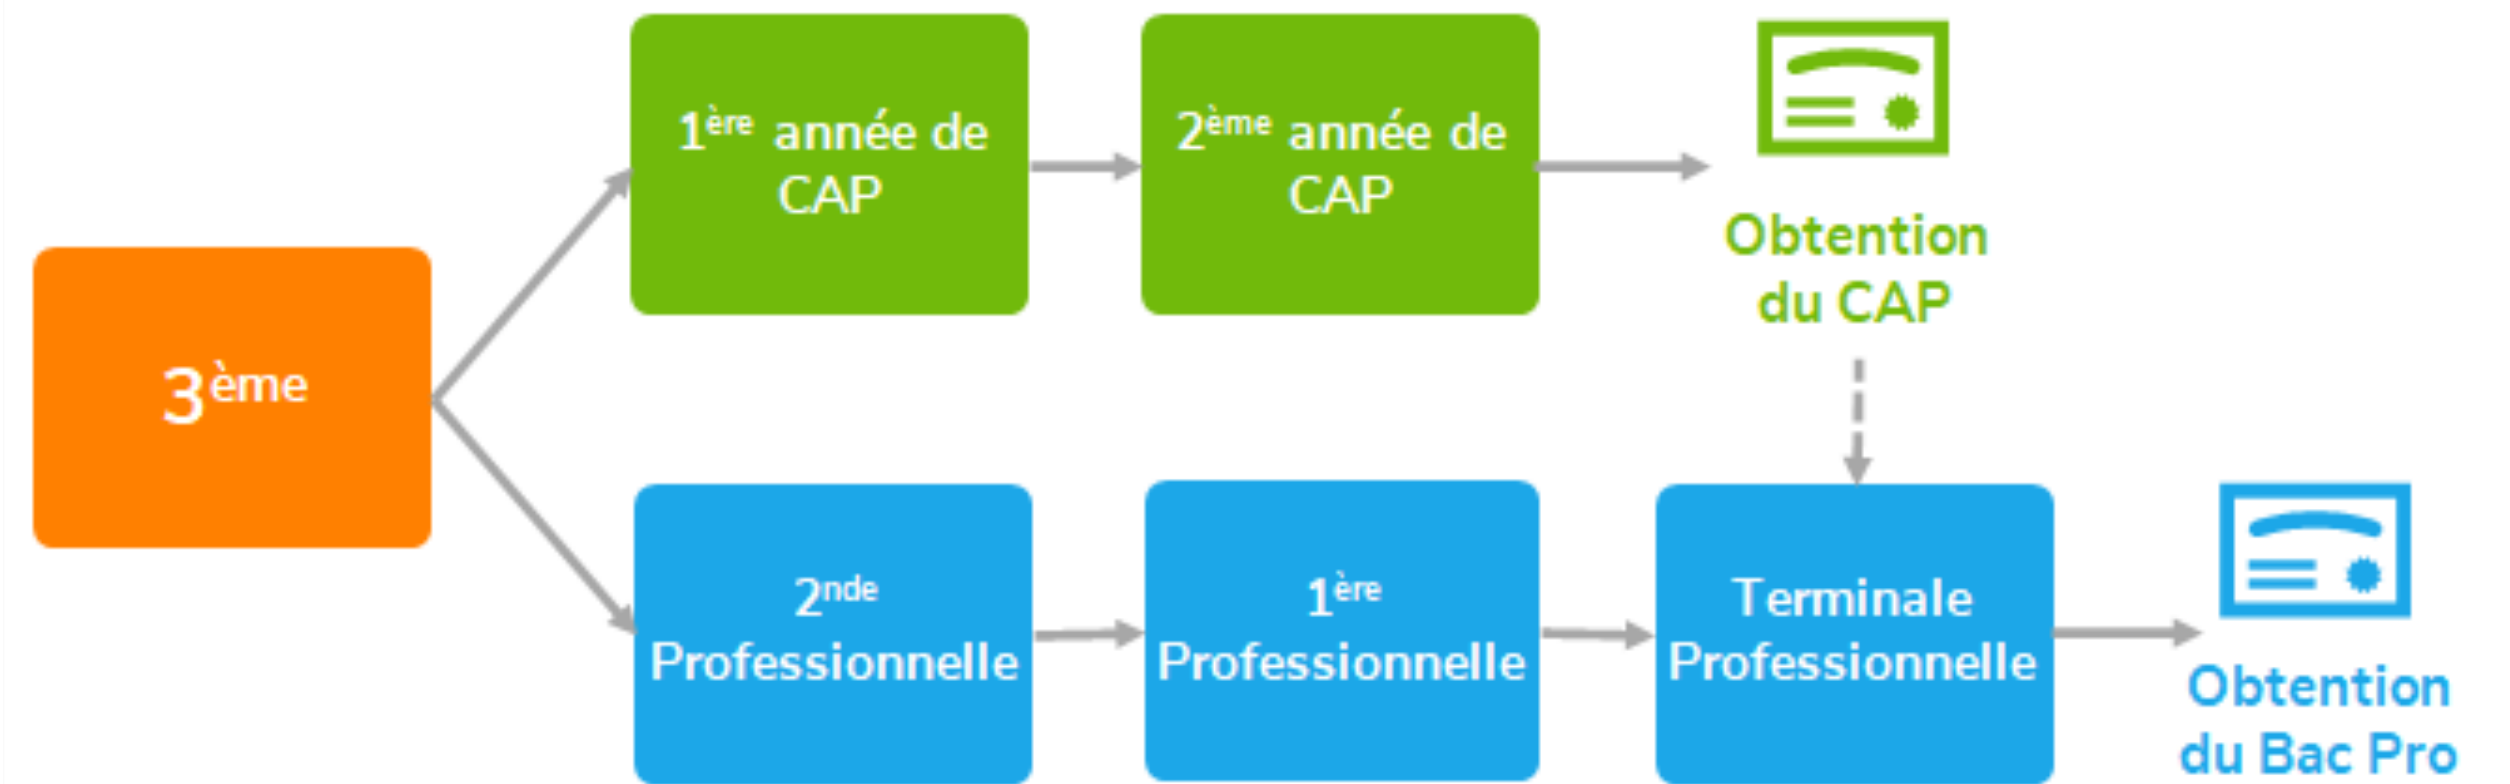 3ème
1ère année de
CAP
2ème année de
CAP
Obtention
du CAP
2nde
Professionnelle
1ère
Professionnelle
Terminale
Professionnelle
Obtention
du Bac Pro